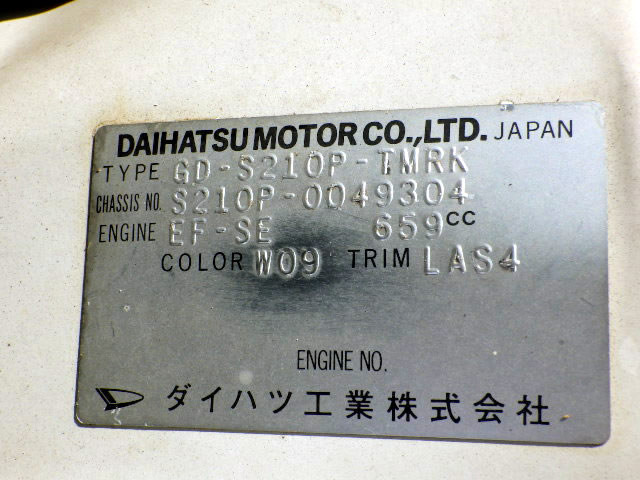 DAIHATSU MOTOR CO.,LTD. JAPAN
TYPE GD-S210P-TMRK
CHASSIS NO. S210P-0049304
ENGINE EF-SE 659CC
COLOR W09 TRIM LAS4
ENGINE NO.
ダイハツ工業株式会社